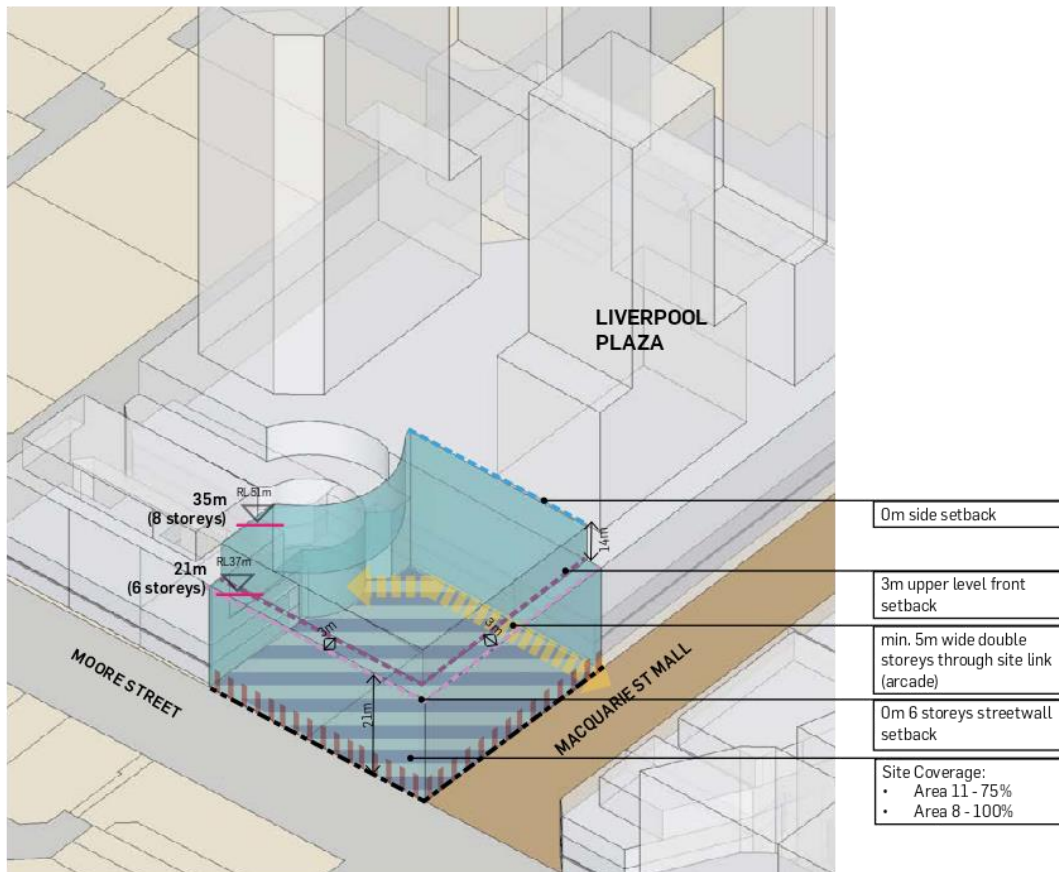 LIVERPOOL
PLAZA
35m
(8 storeys)
RL51m
21m
(6 storeys)
RL37m
14m
3m
3m
21m
MOORE STREET
MACQUARIE ST MALL
0m side setback
3m upper level front
setback
min. 5m wide double
storeys through site link
(arcade)
0m 6 storeys streetwall
setback
Site Coverage:
• Area 11 - 75%
• Area 8 - 100%